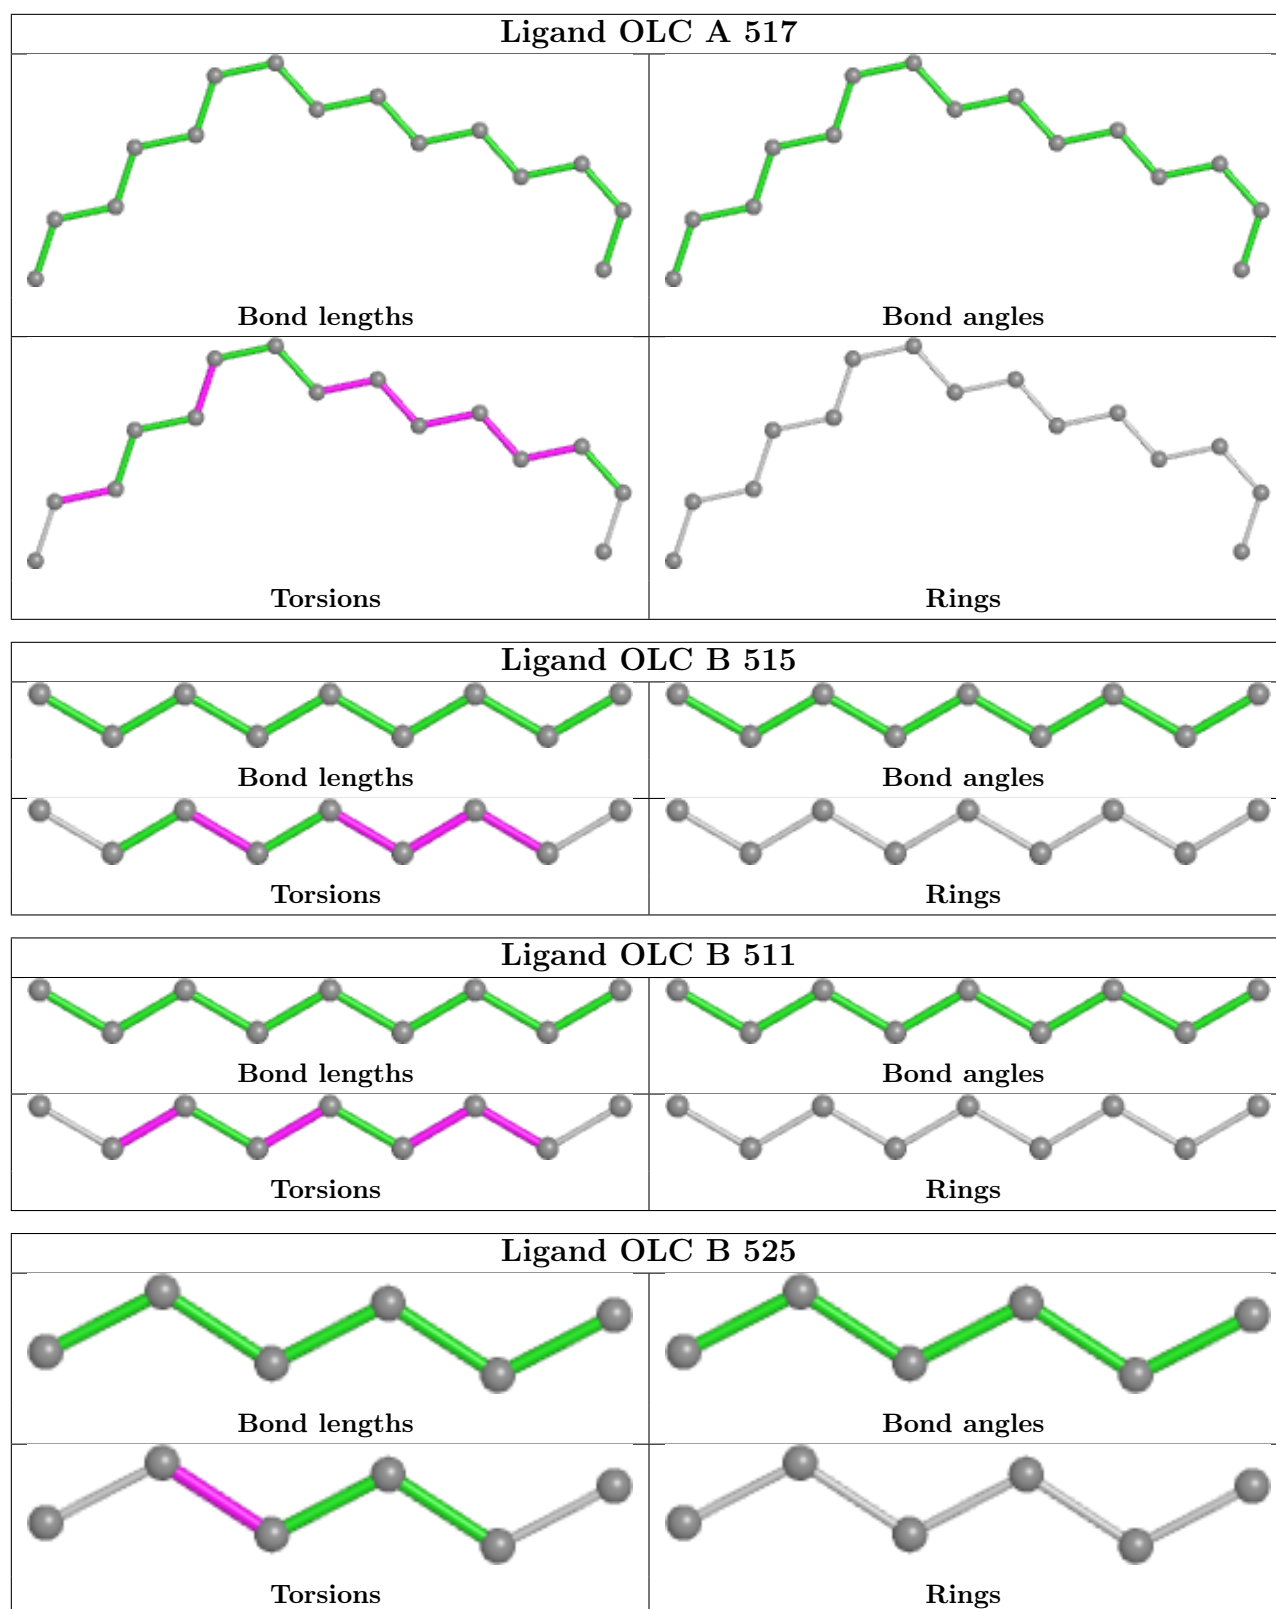 Ligand OLC A 517
Bond lengths
Bond angles
Torsions
Rings
Ligand OLC B 515
Bond lengths
Bond angles
Torsions
Rings
Ligand OLC B 511
Bond lengths
Bond angles
Torsions
Rings
Ligand OLC B 525
Bond lengths
Bond angles
Torsions
Rings